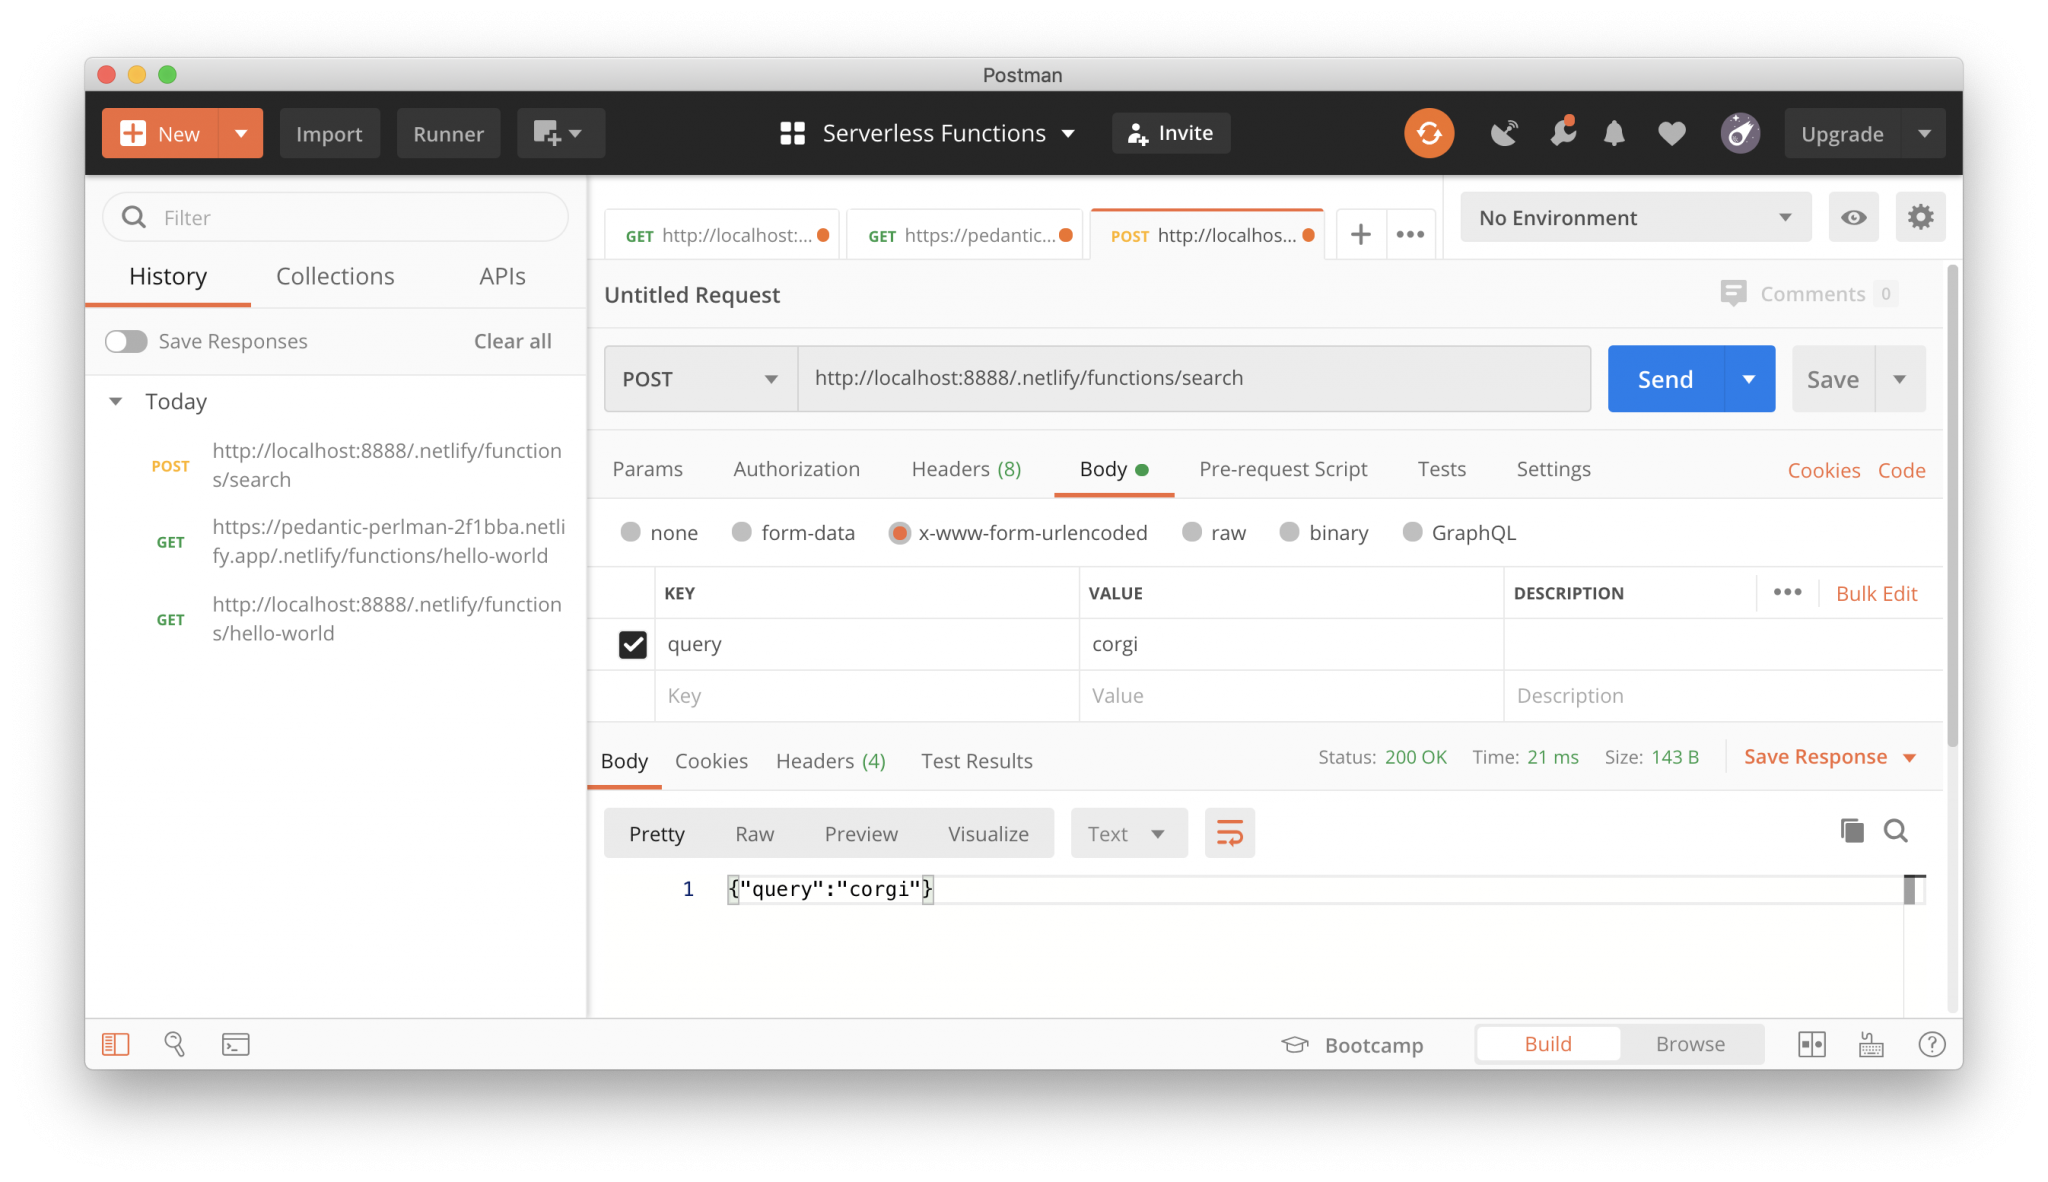 Postman
New
Import
Runner
Serverless Functions
Invite
Upgrade
Filter
History
Collections
APIs
Save Responses
Clear all
Today
POST http://localhost:8888/.netlify/function
s/search
GET https://pedantic-perlman-2f1bba.netli
fy.app/.netlify/functions/hello-world
GET http://localhost:8888/.netlify/function
s/hello-world
GET http://localhost:...
GET https://pedantic...
POST http://localhos...
No Environment
Untitled Request
Comments 0
POST
http://localhost:8888/.netlify/functions/search
Send
Save
Params
Authorization
Headers (8)
Body
Pre-request Script
Tests
Settings
Cookies
Code
none
form-data
x-www-form-urlencoded
raw
binary
GraphQL
KEY
VALUE
DESCRIPTION
Bulk Edit
query
corgi
Key
Value
Description
Body
Cookies
Headers (4)
Test Results
Status: 200 OK
Time: 21 ms
Size: 143 B
Save Response
Pretty
Raw
Preview
Visualize
Text
1 {"query":"corgi"}
Bootcamp
Build
Browse